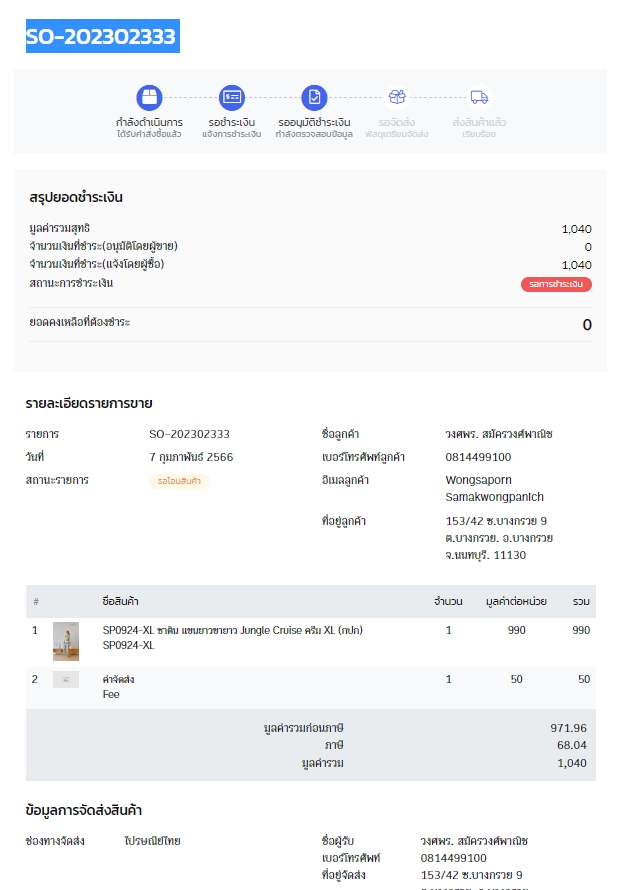 SO-202302333
กำลังดำเนินการ รอชำระเงิน รออนุมัติชำระเงิน รอจัดส่ง ส่งสินค้าแล้ว
ได้รับคำสั่งซื้อแล้ว แจ้งการชำระเงิน กำลังตรวจสอบข้อมูล พัสดุเตรียมจัดส่ง เรียบร้อย
สรุปยอดชำระเงิน
มูลค่ารวมสุทธิ 1,040
จำนวนเงินที่ชำระ(อนุมัติโดยผู้ขาย) 0
จำนวนเงินที่ชำระ(แจ้งโดยผู้ซื้อ) 1,040
สถานะการชำระเงิน รอการชำระเงิน
ยอดคงเหลือที่ต้องชำระ 0
รายละเอียดรายการขาย
รายการ SO-202302333 ชื่อลูกค้า วงศพร. สมัครวงศ์พาณิช
วันที่ 7 กุมภาพันธ์ 2566 เบอร์โทรศัพท์ลูกค้า 0814499100
สถานะรายการ รอโอนสินค้า อีเมลลูกค้า Wongsaporn
Samakwongpanich
ที่อยู่ลูกค้า 153/42 ซ.บางกรวย 9
ต.บางกรวย. อ.บางกรวย
จ.นนทบุรี. 11130
# ชื่อสินค้า จำนวน มูลค่าต่อหน่วย รวม
1 SP0924-XL ซาติน แขนยาวขายาว Jungle Cruise ครีม XL (กปก) 1 990 990
SP0924-XL
2 ค่าจัดส่ง 1 50 50
Fee
มูลค่ารวมก่อนภาษี 971.96
ภาษี 68.04
มูลค่ารวม 1,040
ข้อมูลการจัดส่งสินค้า
ช่องทางจัดส่ง ไปรษณีย์ไทย ชื่อผู้รับ วงศพร. สมัครวงศ์พาณิช
เบอร์โทรศัพท์ 0814499100
ที่อยู่จัดส่ง 153/42 ซ.บางกรวย 9